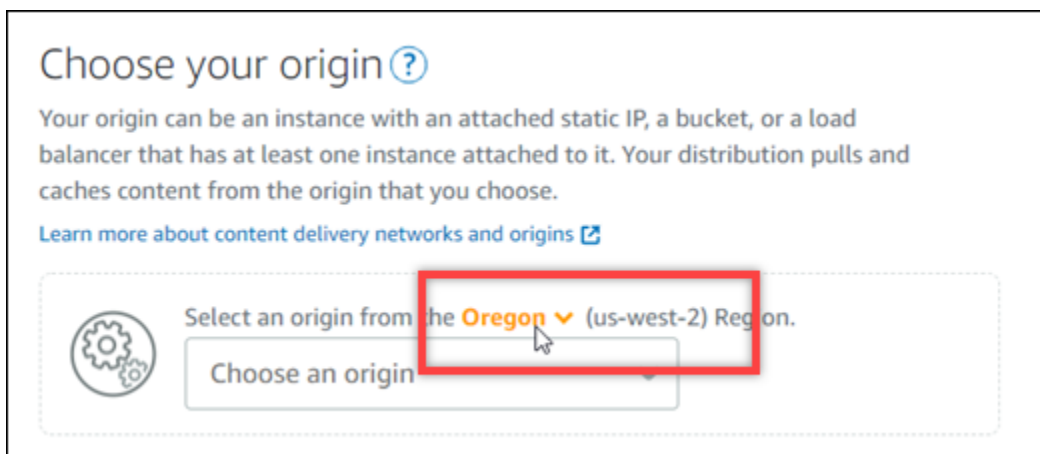 Choose your origin ?
Your origin can be an instance with an attached static IP, a bucket, or a load
balancer that has at least one instance attached to it. Your distribution pulls and
caches content from the origin that you choose.
Learn more about content delivery networks and origins
Select an origin from the Oregon (us-west-2) Region.
Choose an origin